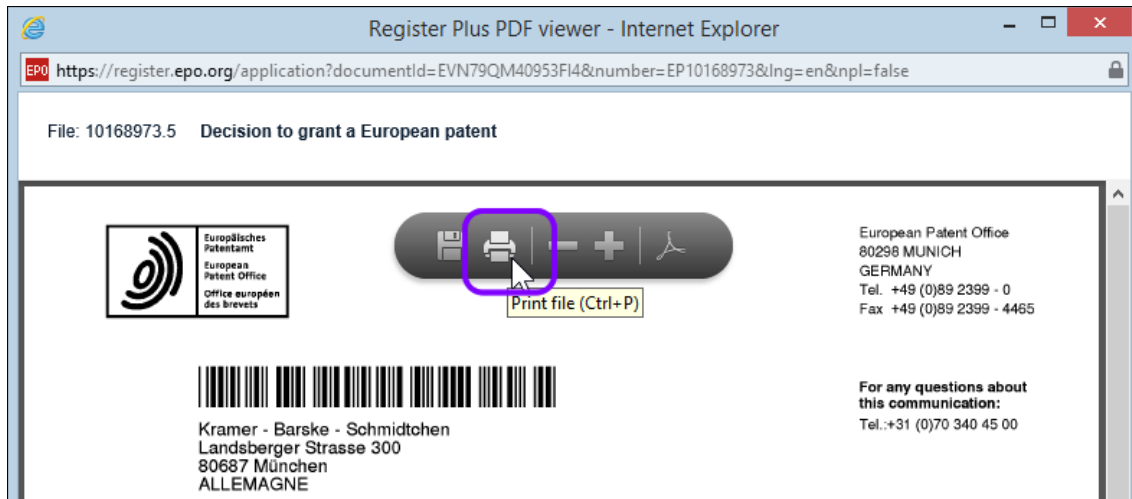 Register Plus PDF viewer - Internet Explorer
EPO https://register.epo.org/application?documentId=EVN79QM40953FI4&number=EP10168973&lng=en&npl=false
File: 10168973.5 Decision to grant a European patent
Europäisches
Patentamt
European
Patent Office
Office européen
des brevets
Print file (Ctrl+P)
European Patent Office
80298 MUNICH
GERMANY
Tel. +49 (0)89 2399 - 0
Fax +49 (0)89 2399 - 4465
Kramer - Barske - Schmidtchen
Landsberger Strasse 300
80687 München
ALLEMAGNE
For any questions about
this communication:
Tel.:+31 (0)70 340 45 00